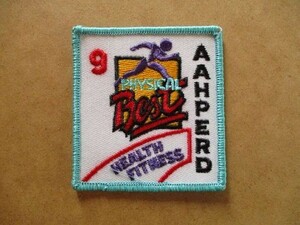 9
PHYSICAL
Best
HEALTH
FITNESS
AAHPERD